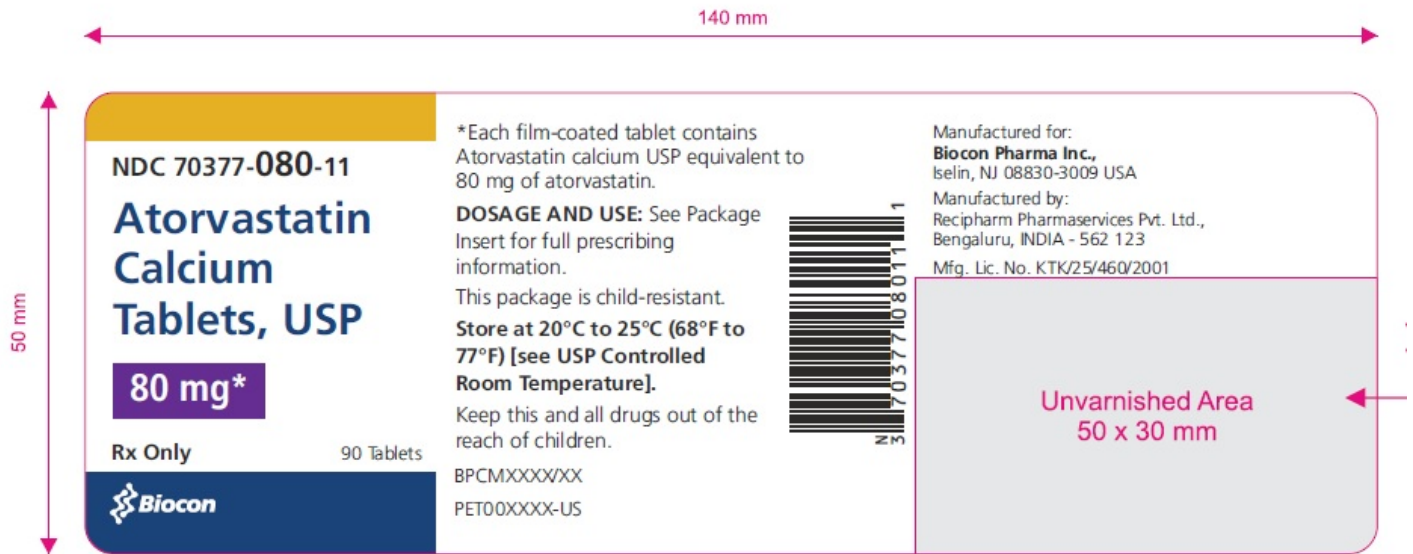 140 mm
50 mm
NDC 70377-080-11
Atorvastatin
Calcium
Tablets, USP
80 mg*
Rx Only
90 Tablets
Biocon
*Each film-coated tablet contains
Atorvastatin calcium USP equivalent to
80 mg of atorvastatin.
DOSAGE AND USE: See Package
Insert for full prescribing
information.
This package is child-resistant.
Store at 20°C to 25°C (68°F to
77°F) [see USP Controlled
Room Temperature].
Keep this and all drugs out of the
reach of children.
BPCMXXXX/XX
PET00XXXX-US
N
3 70377 08011 1
Manufactured for:
Biocon Pharma Inc.,
Iselin, NJ 08830-3009 USA
Manufactured by:
Recipharm Pharmaservices Pvt. Ltd.,
Bengaluru, INDIA - 562 123
Mfg. Lic. No. KTK/25/460/2001
Unvarnished Area
50 x 30 mm